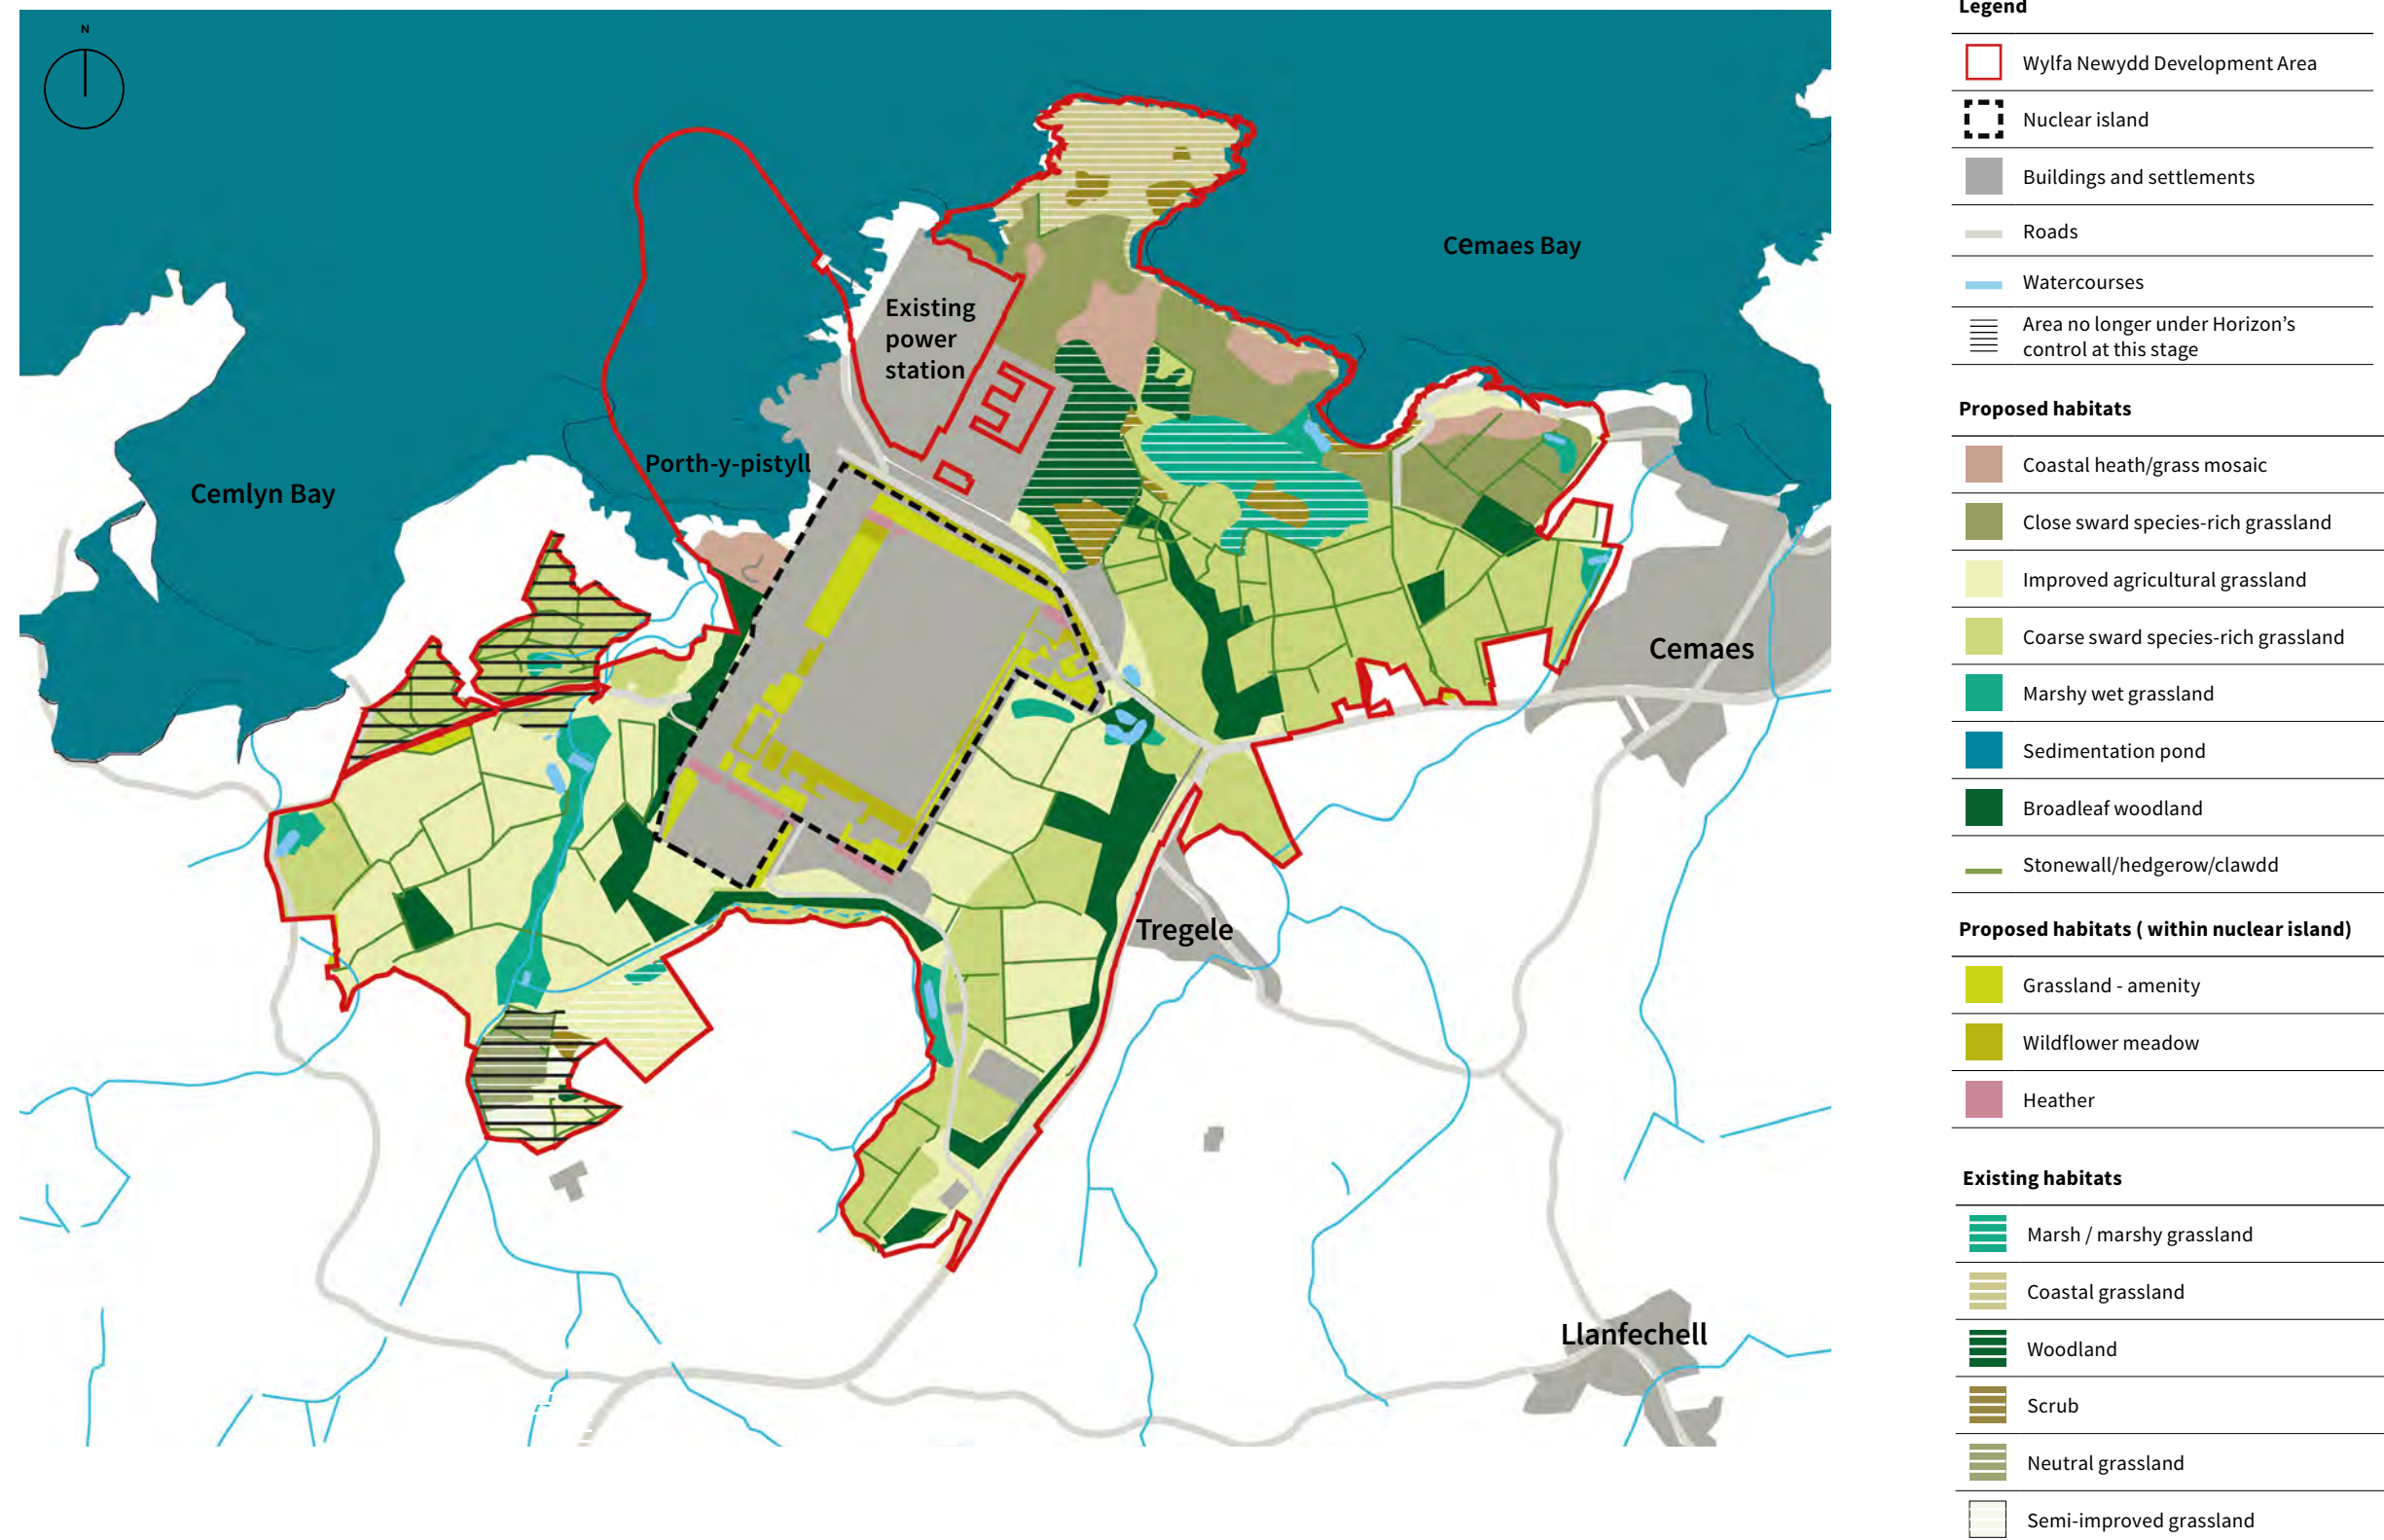 N
Cemaes Bay
Existing
power
station
Porth-y-pistyll
Cemlyn Bay
Cemaes
Tregele
Llanfechell
Legend
Wylfa Newydd Development Area
Nuclear island
Buildings and settlements
Roads
Watercourses
Area no longer under Horizon's
control at this stage
Proposed habitats
Coastal heath/grass mosaic
Close sward species-rich grassland
Improved agricultural grassland
Coarse sward species-rich grassland
Marshy wet grassland
Sedimentation pond
Broadleaf woodland
Stonewall/hedgerow/clawdd
Proposed habitats ( within nuclear island)
Grassland - amenity
Wildflower meadow
Heather
Existing habitats
Marsh / marshy grassland
Coastal grassland
Woodland
Scrub
Neutral grassland
Semi-improved grassland